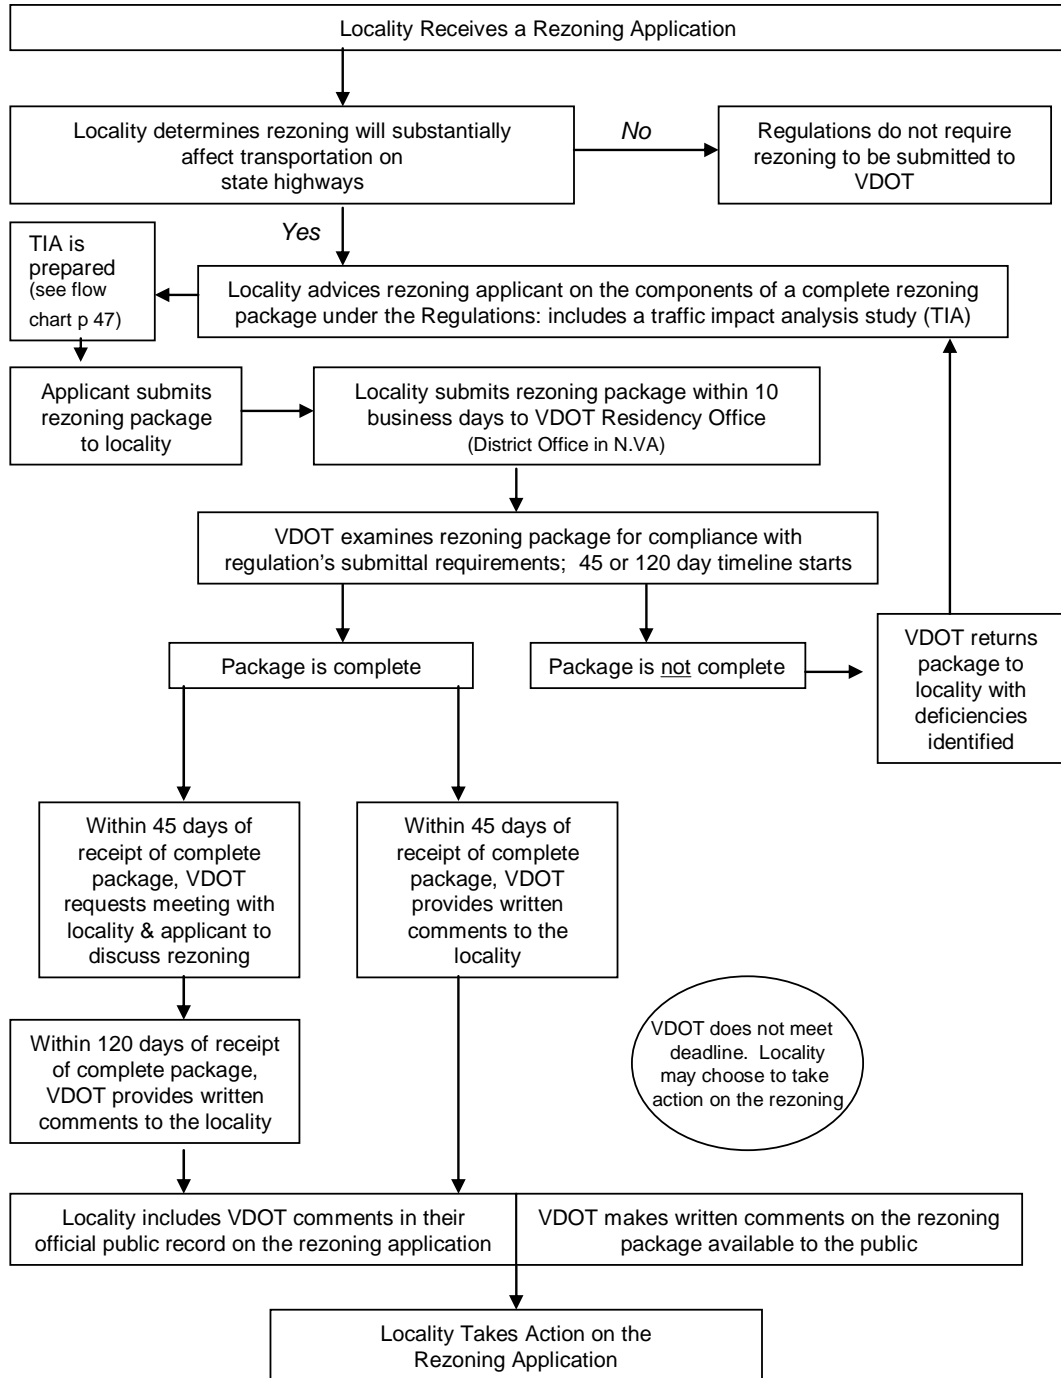 Locality Receives a Rezoning Application
Locality determines rezoning will substantially
affect transportation on
state highways
No
Regulations do not require
rezoning to be submitted to
VDOT
Yes
TIA is
prepared
(see flow
chart p 47)
Locality advices rezoning applicant on the components of a complete rezoning
package under the Regulations: includes a traffic impact analysis study (TIA)
Applicant submits
rezoning package
to locality
Locality submits rezoning package within 10
business days to VDOT Residency Office
(District Office in N.VA)
VDOT examines rezoning package for compliance with
regulation's submittal requirements; 45 or 120 day timeline starts
Package is complete
Package is not complete
VDOT returns
package to
locality with
deficiencies
identified
Within 45 days of
receipt of complete
package, VDOT
requests meeting with
locality & applicant to
discuss rezoning
Within 45 days of
receipt of complete
package, VDOT
provides written
comments to the
locality
Within 120 days of receipt
of complete package,
VDOT provides written
comments to the locality
VDOT does not meet
deadline. Locality
may choose to take
action on the rezoning
Locality includes VDOT comments in their
official public record on the rezoning application
VDOT makes written comments on the rezoning
package available to the public
Locality Takes Action on the
Rezoning Application